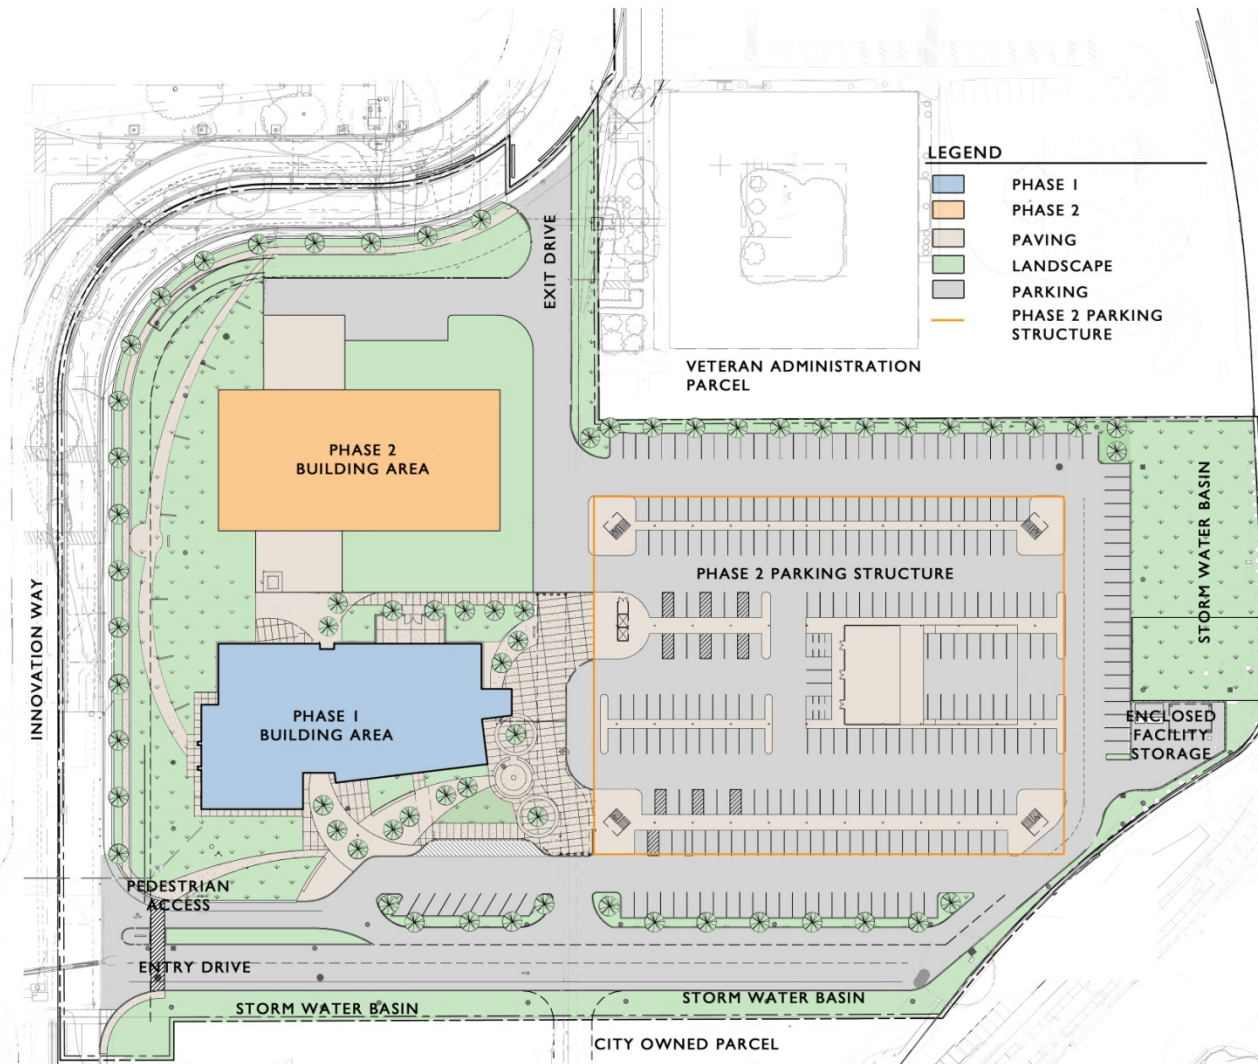 LEGEND
PHASE 1
PHASE 2
PAVING
LANDSCAPE
PARKING
PHASE 2 PARKING
STRUCTURE
EXIT DRIVE
VETERAN ADMINISTRATION
PARCEL
PHASE 2
BUILDING AREA
STORM WATER BASIN
PHASE 2 PARKING STRUCTURE
INNOVATION WAY
PHASE 1
BUILDING AREA
ENCLOSED
FACILITY
STORAGE
PEDESTRIAN
ACCESS
ENTRY DRIVE
STORM WATER BASIN
STORM WATER BASIN
CITY OWNED PARCEL